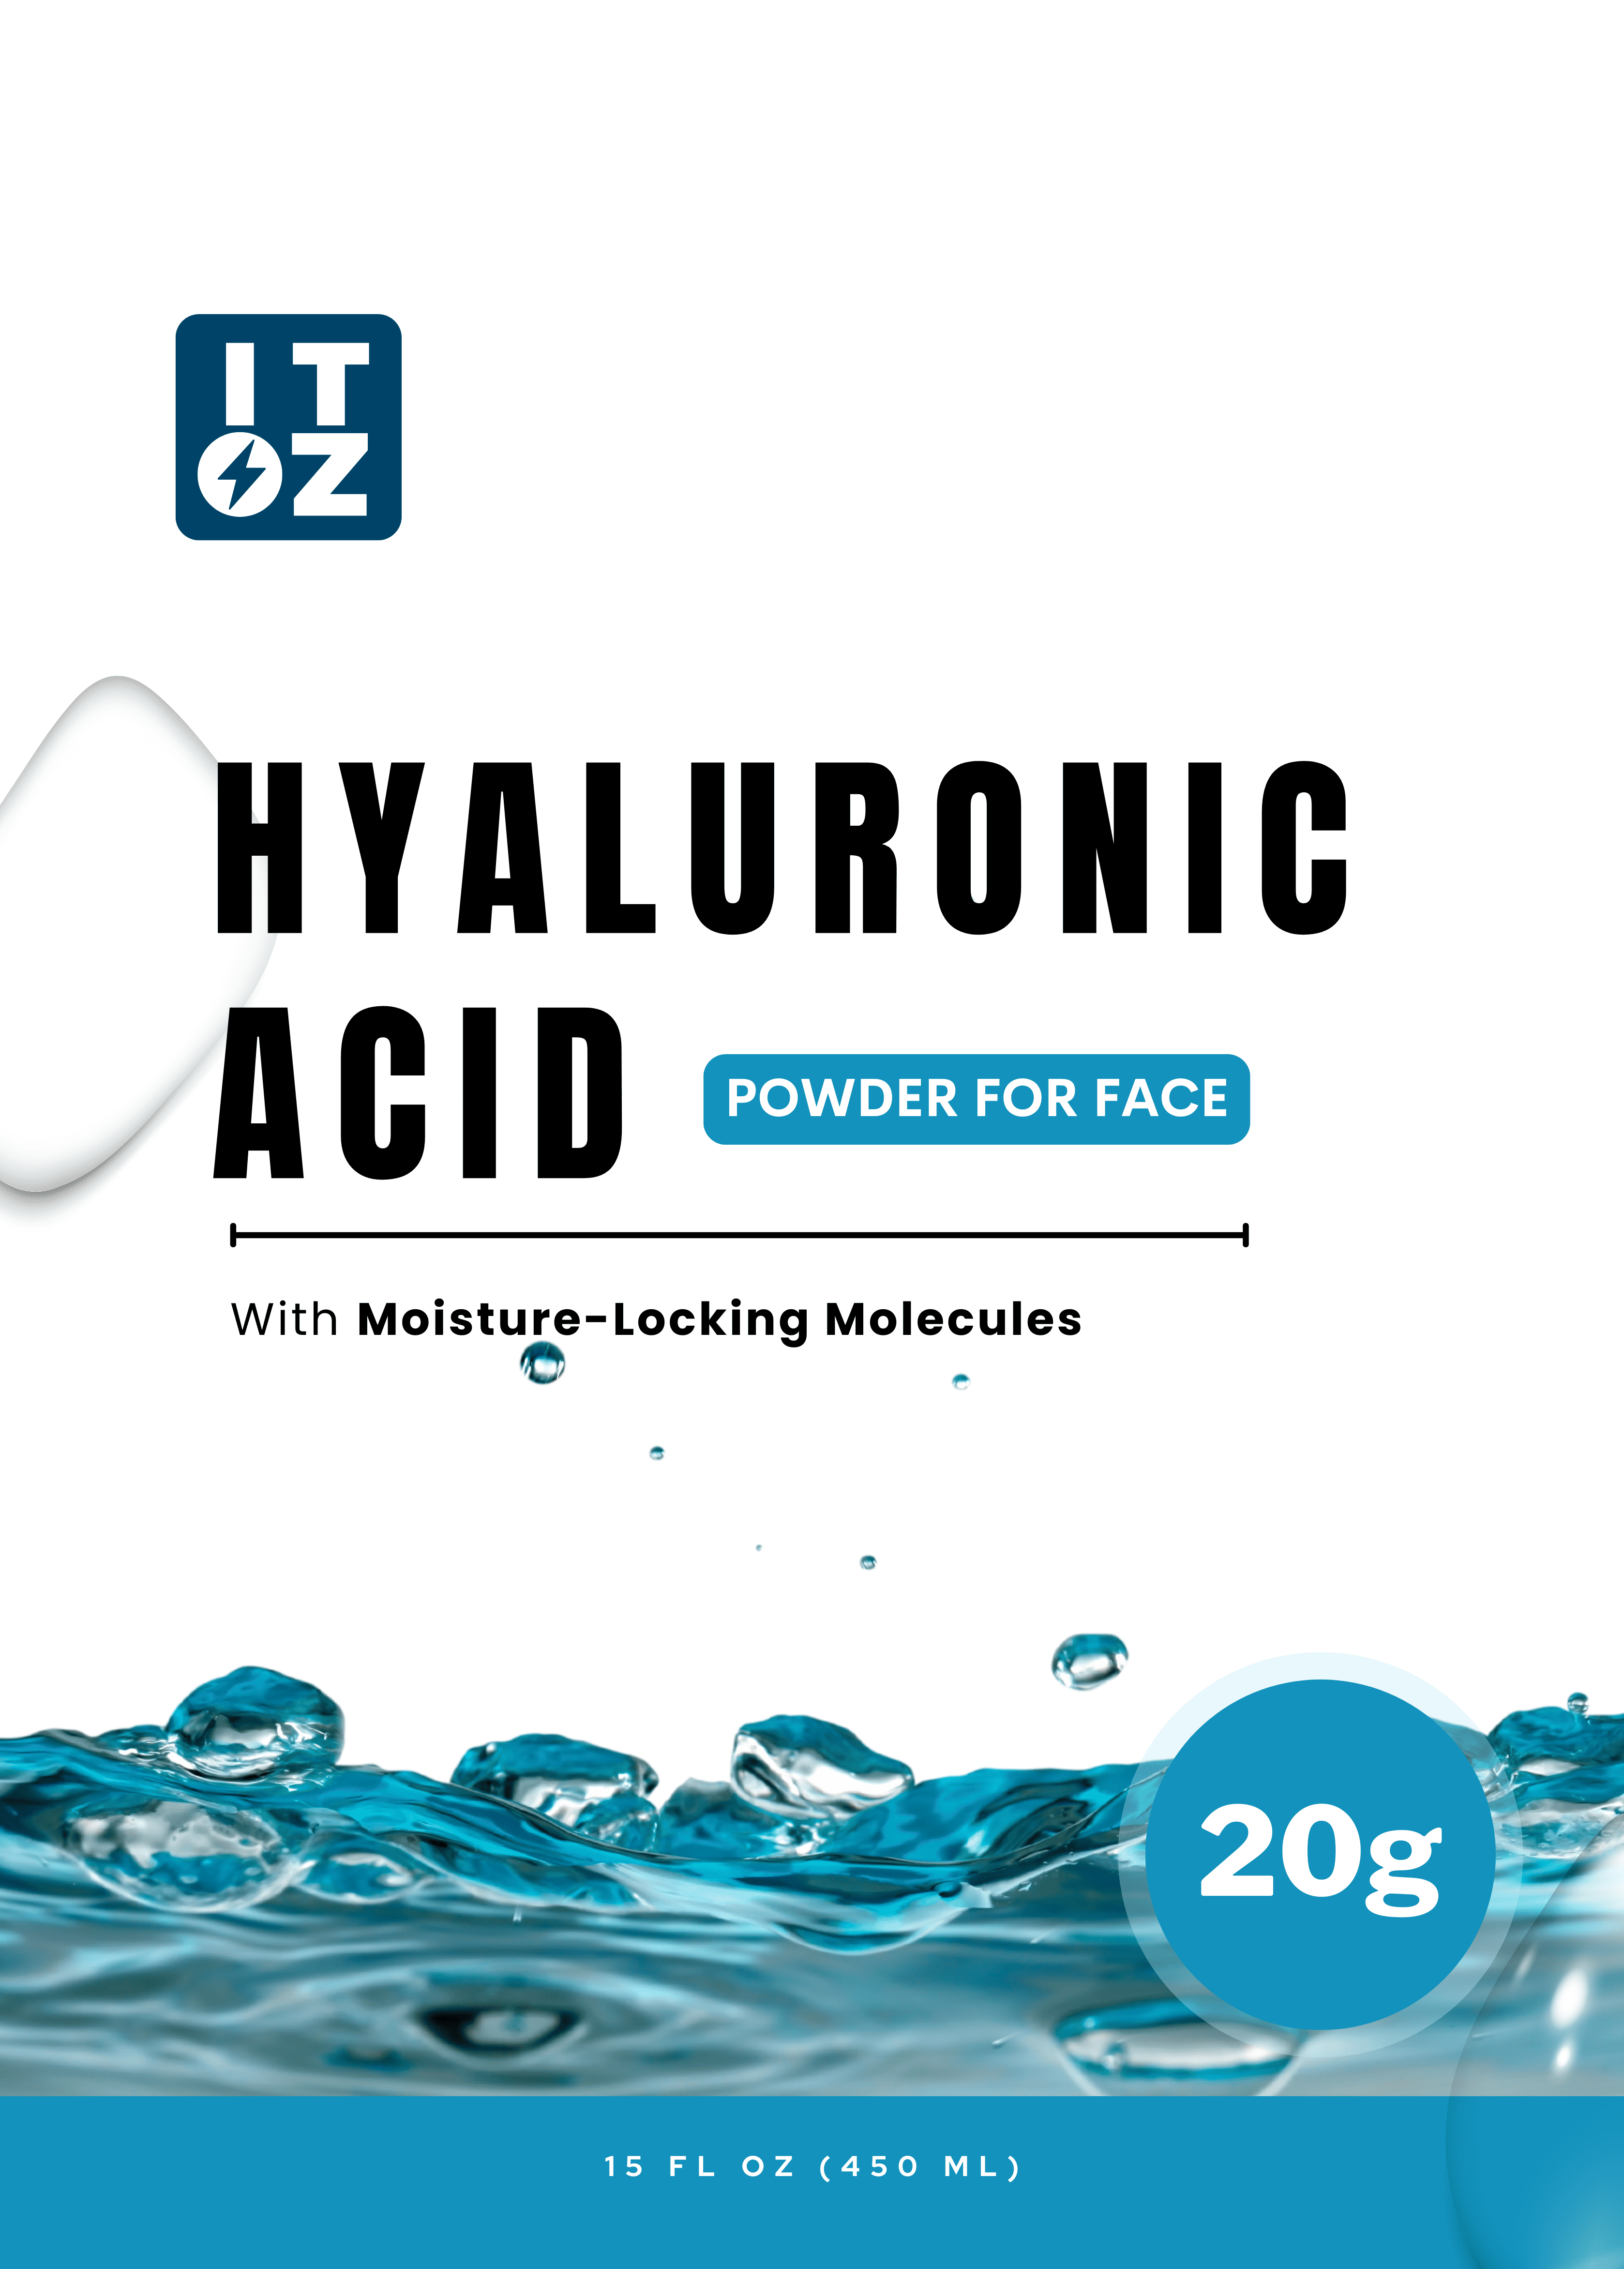 IT
OZ
HYALURONIC
ACID
POWDER FOR FACE
With Moisture-Locking Molecules
20g
15 FL OZ (450 ML)